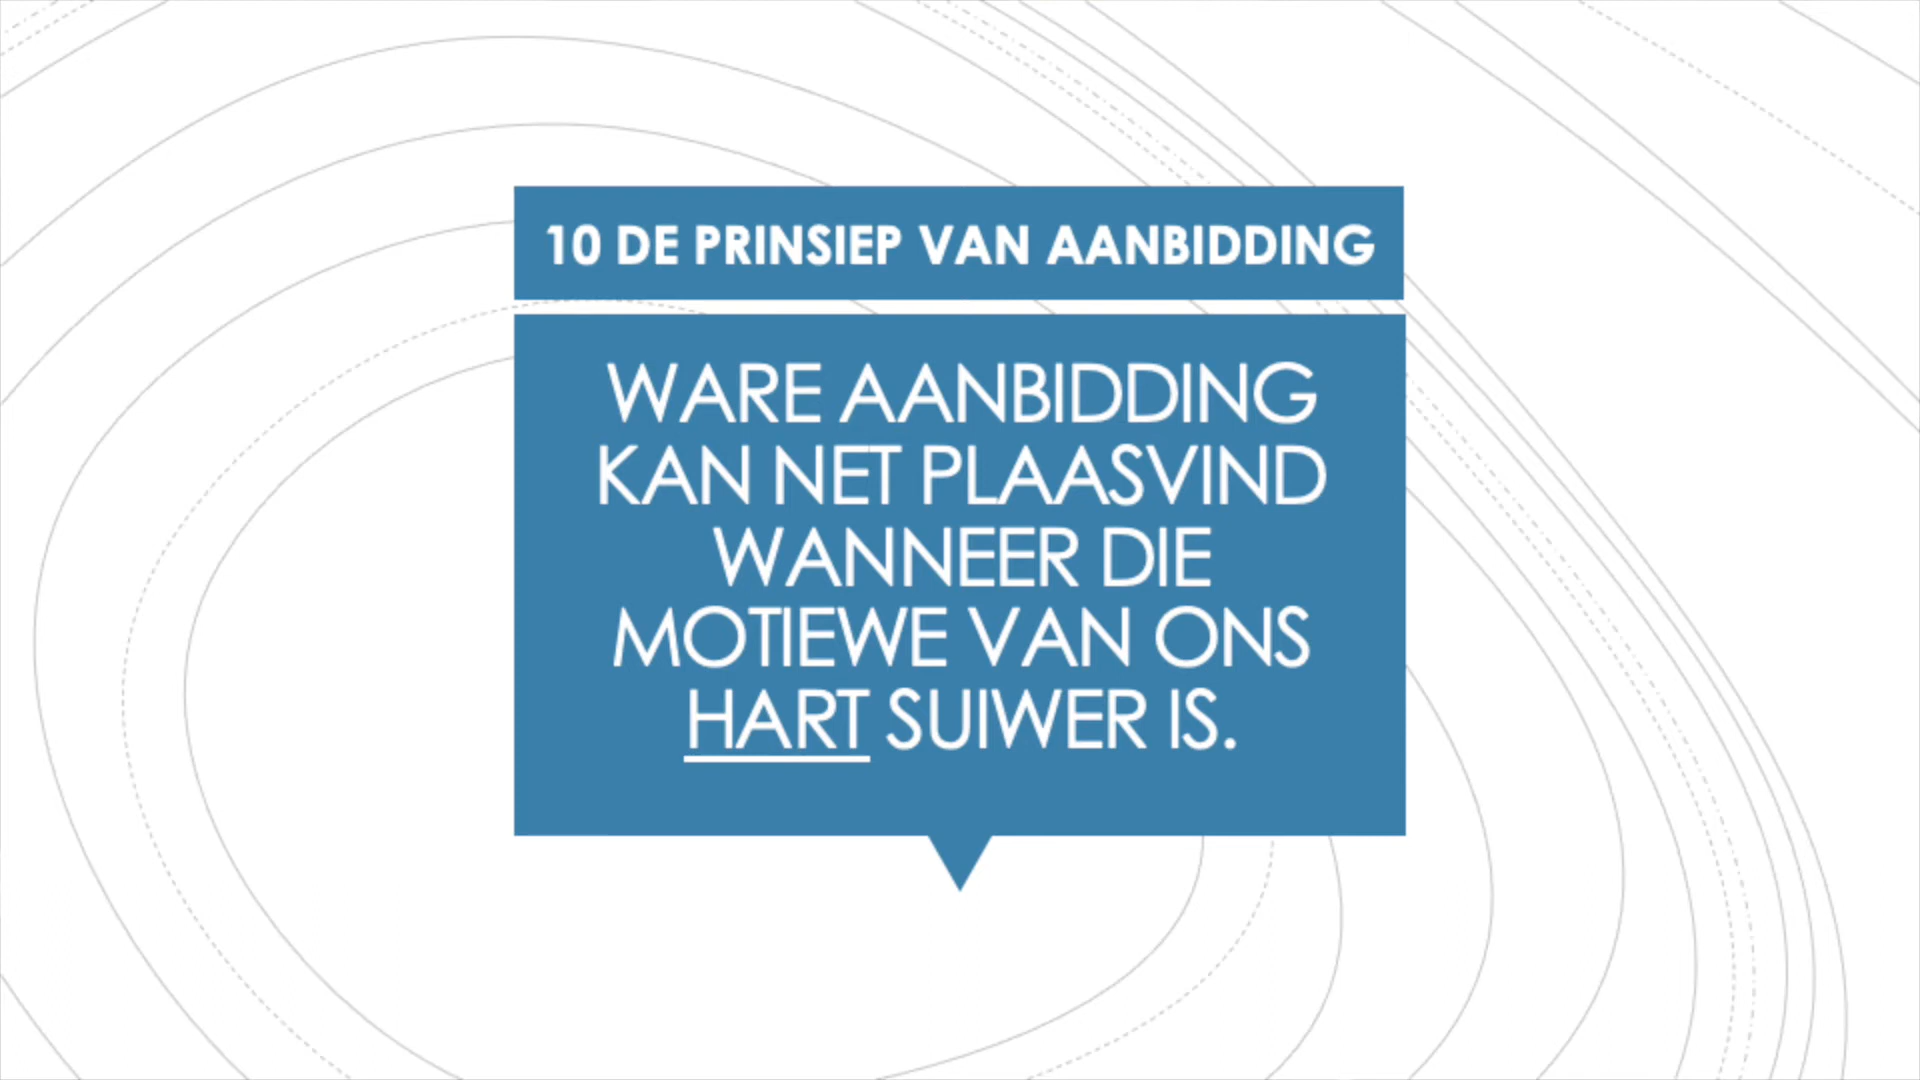 10 DE PRINSIEP VAN AANBIDDING
WARE AANBIDDING
KAN NET PLAASVIND
WANNEER DIE
MOTIEWE VAN ONS
HART SUIWER IS.